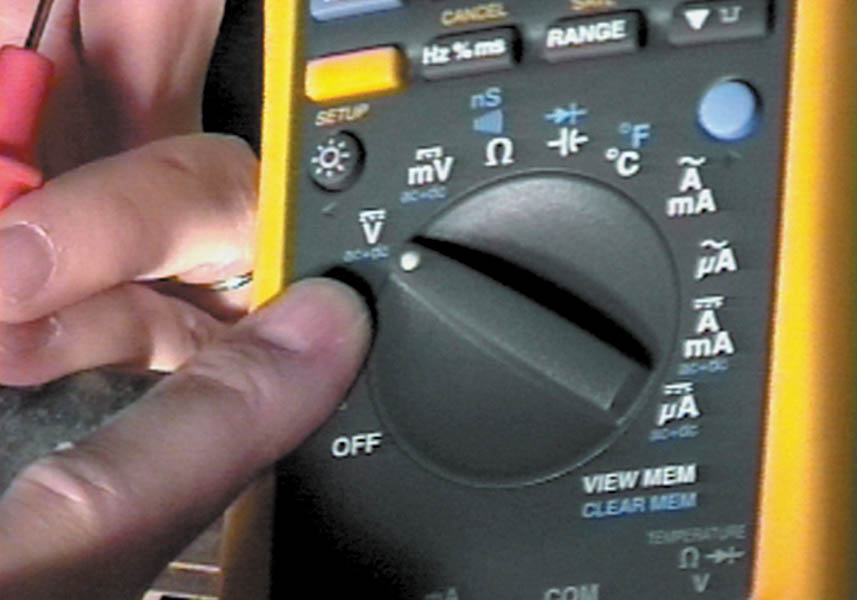 CANCEL
Hz % ms
RANGE
SETUP
nS
Ω
mV
ac+dc
V
ac+dc
°F
°C
A
mA
µA
A
mA
ac+dc
µA
ac+dc
OFF
VIEW MEM
CLEAR MEM
TEMPERATURE
Ω
V
mA
COM